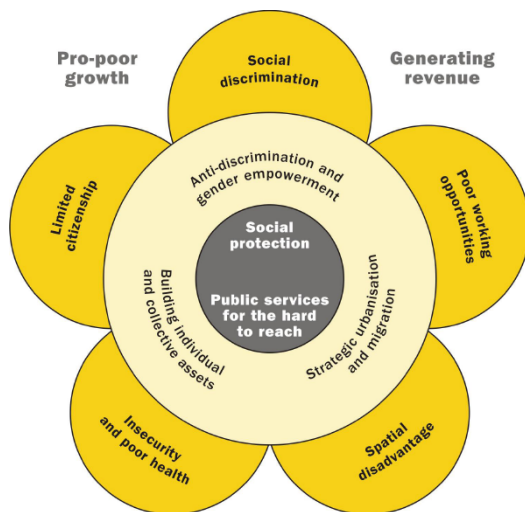 Pro-poor
growth
Social
discrimination
Generating
revenue
Limited
citizenship
Anti-discrimination and
gender empowerment
Poor working
opportunities
Social
protection
Public services
for the hard
to reach
Building individual
and collective assets
Strategic urbanisation
and migration
Insecurity
and poor health
Spatial
disadvantage